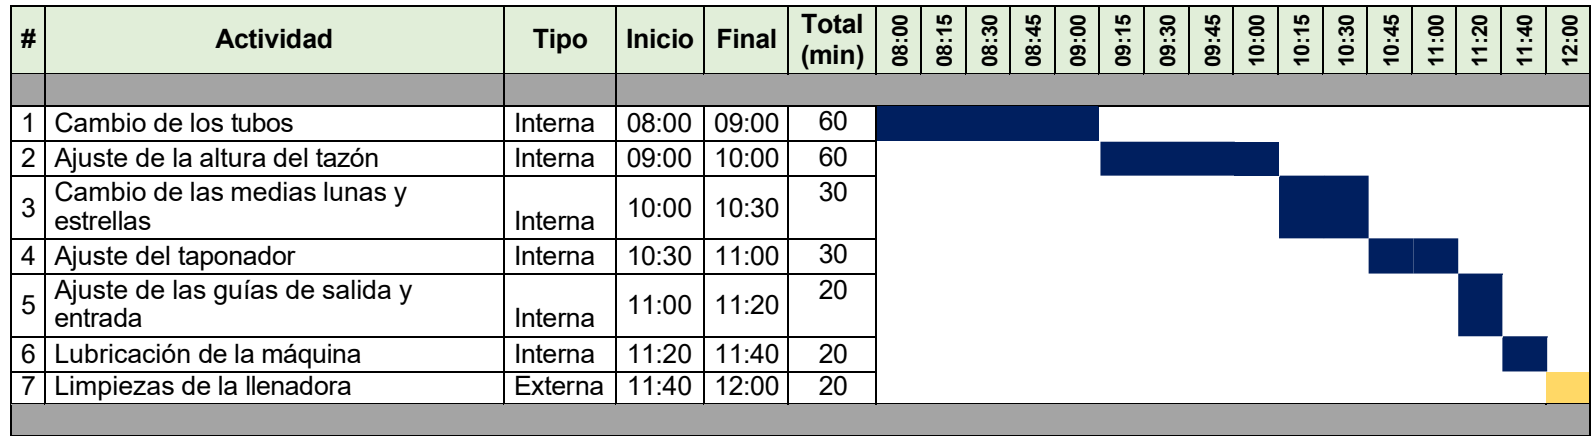 # Actividad Tipo Inicio Final Total (min) 08:00 08:15 08:30 08:45 09:00 09:15 09:30 09:45 10:00 10:15 10:30 10:45 11:00 11:20 11:40 12:00
1 Cambio de los tubos Interna 08:00 09:00 60
2 Ajuste de la altura del tazón Interna 09:00 10:00 60
3 Cambio de las medias lunas y
estrellas Interna 10:00 10:30 30
4 Ajuste del taponador Interna 10:30 11:00 30
5 Ajuste de las guías de salida y
entrada Interna 11:00 11:20 20
6 Lubricación de la máquina Interna 11:20 11:40 20
7 Limpiezas de la llenadora Externa 11:40 12:00 20